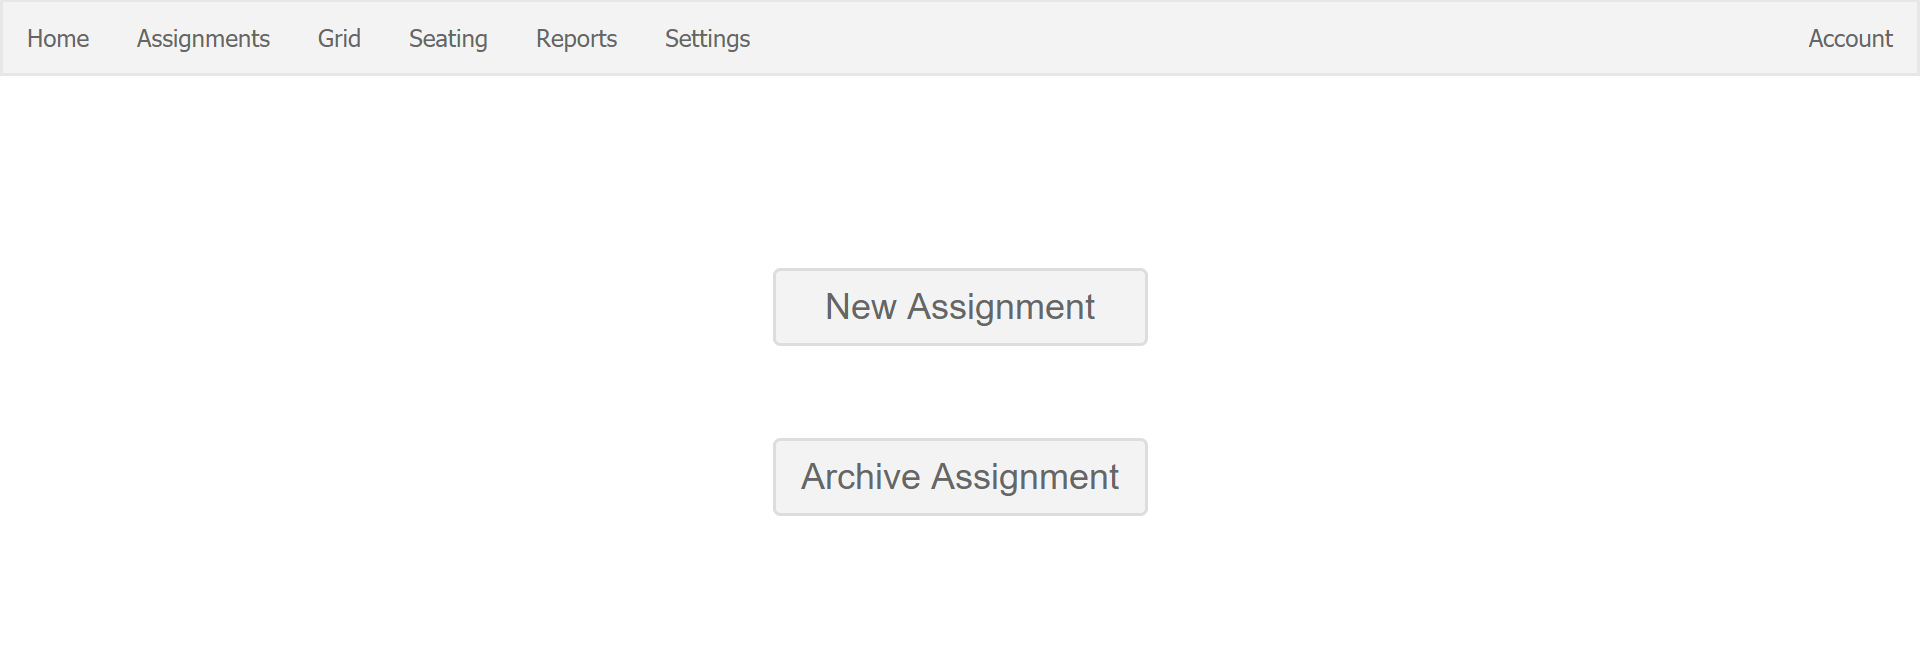 Home Assignments Grid Seating Reports Settings Account
New Assignment
Archive Assignment